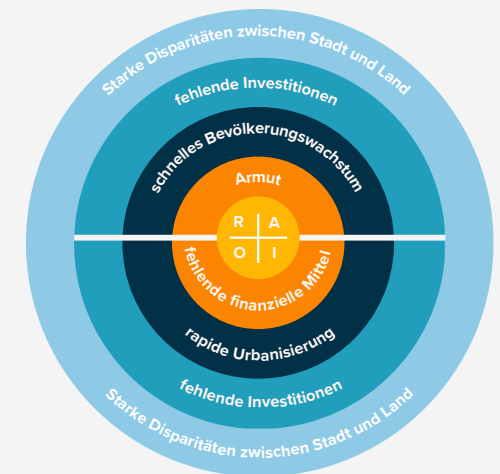 Starke Disparitäten zwischen Stadt und Land
fehlende Investitionen
schnelles Bevölkerungswachstum
Armut
R A
O I
fehlende finanzielle Mittel
rapide Urbanisierung
fehlende Investitionen
Starke Disparitäten zwischen Stadt und Land